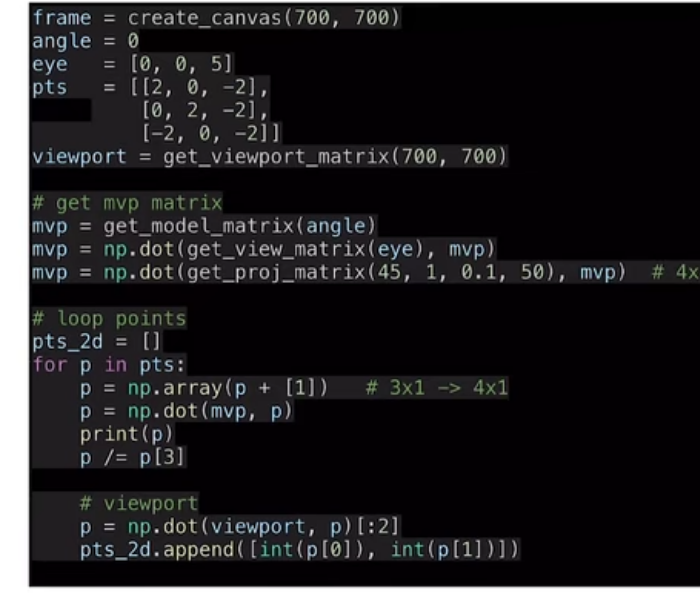 frame = create_canvas(700, 700)
angle = 0
eye   = [0, 0, 5]
pts   = [[2, 0, -2],
         [0, 2, -2],
         [-2, 0, -2]]
viewport = get_viewport_matrix(700, 700)

# get mvp matrix
mvp = get_model_matrix(angle)
mvp = np.dot(get_view_matrix(eye), mvp)
mvp = np.dot(get_proj_matrix(45, 1, 0.1, 50), mvp)  # 4x

# loop points
pts_2d = []
for p in pts:
    p = np.array(p + [1])   # 3x1 -> 4x1
    p = np.dot(mvp, p)
    print(p)
    p /= p[3]

    # viewport
    p = np.dot(viewport, p)[:2]
    pts_2d.append([int(p[0]), int(p[1])])